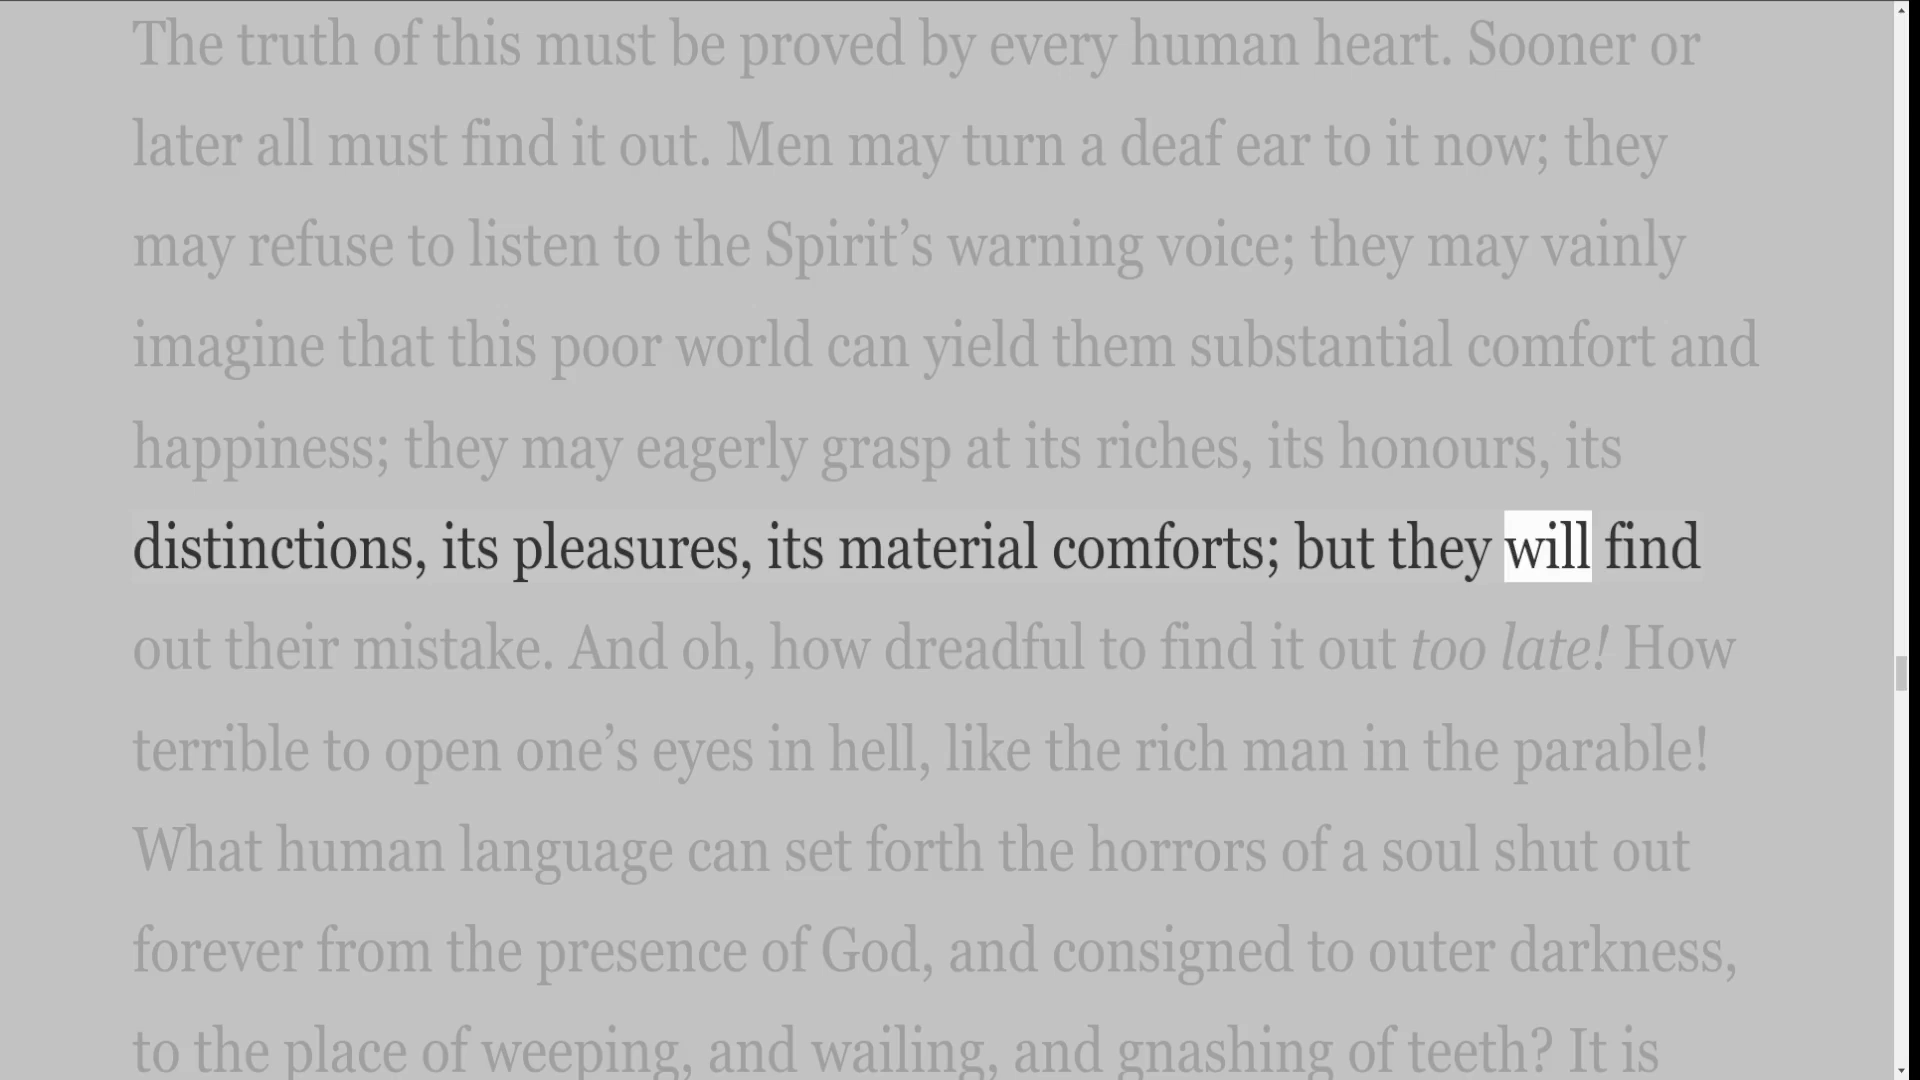 The truth of this must be proved by every human heart. Sooner or
later all must find it out. Men may turn a deaf ear to it now; they
may refuse to listen to the Spirit’s warning voice; they may vainly
imagine that this poor world can yield them substantial comfort and
happiness; they may eagerly grasp at its riches, its honours, its
distinctions, its pleasures, its material comforts; but they will find
out their mistake. And oh, how dreadful to find it out too late! How
terrible to open one’s eyes in hell, like the rich man in the parable!
What human language can set forth the horrors of a soul shut out
forever from the presence of God, and consigned to outer darkness,
to the place of weeping, and wailing, and gnashing of teeth? It is